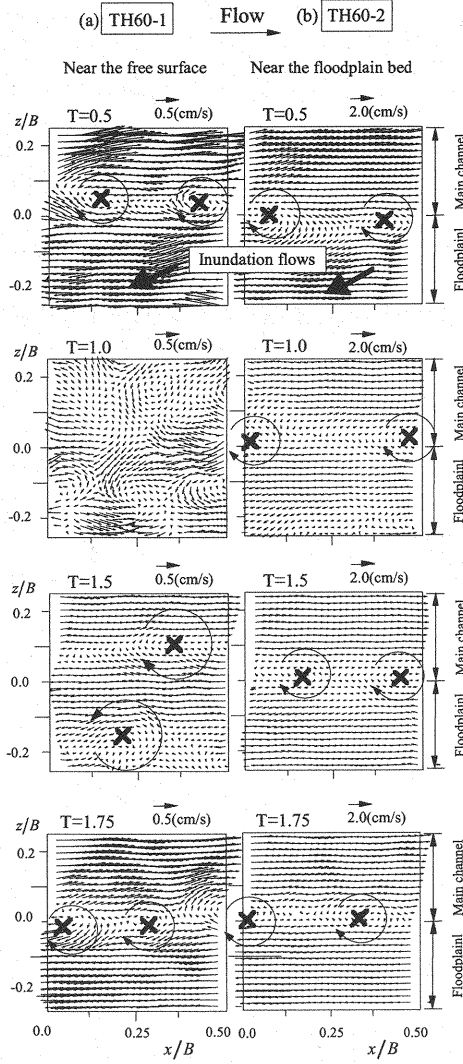 (a) TH60-1 Flow (b) TH60-2
Near the free surface Near the floodplain bed
z/B T=0.5 0.5(cm/s) T=0.5 2.0(cm/s)
0.2
0.0
-0.2
Inundation flows
Main channel
Floodplainl
z/B T=1.0 0.5(cm/s) T=1.0 2.0(cm/s)
0.2
0.0
-0.2
Main channel
Floodplainl
z/B T=1.5 0.5(cm/s) T=1.5 2.0(cm/s)
0.2
0.0
-0.2
Main channel
Floodplainl
z/B T=1.75 0.5(cm/s) T=1.75 2.0(cm/s)
0.2
0.0
-0.2
Main channel
Floodplainl
0.0 0.25 0.50 0.0 0.25 0.50
x/B x/B